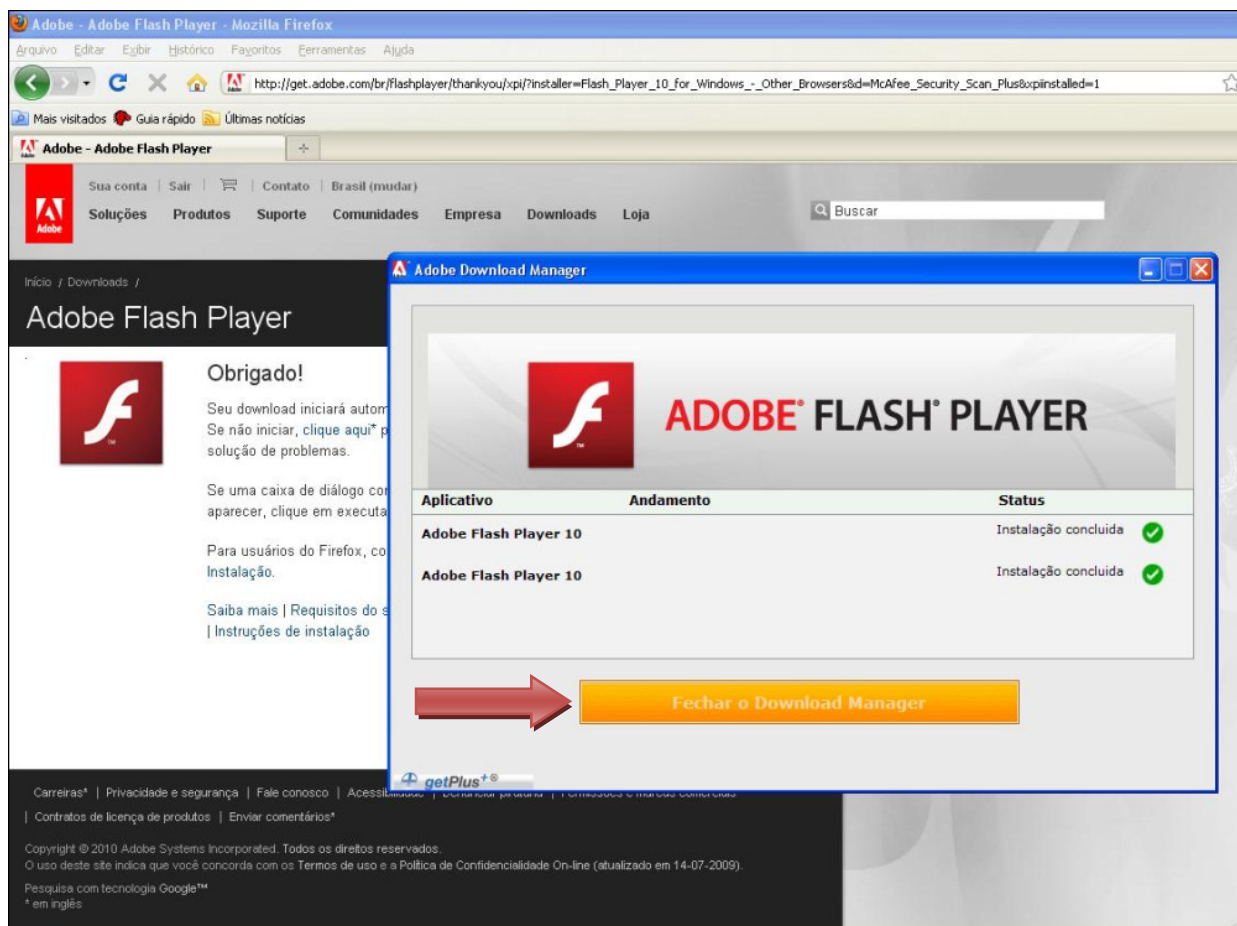 Adobe - Adobe Flash Player - Mozilla Firefox
Arquivo Editar Exibir Histórico Favoritos Ferramentas Ajuda
http://get.adobe.com/br/flashplayer/thankyou/xpi/?installer=Flash_Player_10_for_Windows_-_Other_Browsers&d=McAfee_Security_Scan_Plus&xpiinstalled=1
Mais visitados Guia rápido Últimas notícias
Adobe - Adobe Flash Player
Sua conta | Sair | | Contato | Brasil (mudar)
Adobe
Soluções Produtos Suporte Comunidades Empresa Downloads Loja
Buscar
Início / Downloads /
Adobe Flash Player
Obrigado!
Seu download iniciará autom
Se não iniciar, clique aqui* p
solução de problemas.
Se uma caixa de diálogo cor
aparecer, clique em executa
Para usuários do Firefox, co
Instalação.
Saiba mais | Requisitos do s
| Instruções de instalação
Adobe Download Manager
ADOBE® FLASH® PLAYER
Aplicativo Andamento Status
Adobe Flash Player 10 Instalação concluida
Adobe Flash Player 10 Instalação concluida
Fechar o Download Manager
getPlus+®
Carreiras* | Privacidade e segurança | Fale conosco |
| Contratos de licença de produtos | Enviar comentários*
Copyright © 2010 Adobe Systems Incorporated. Todos os direitos reservados.
O uso deste site indica que você concorda com os Termos de uso e a Política de Confidencialidade On-line (atualizado em 14-07-2009).
Pesquisa com tecnologia Google™
* em inglês